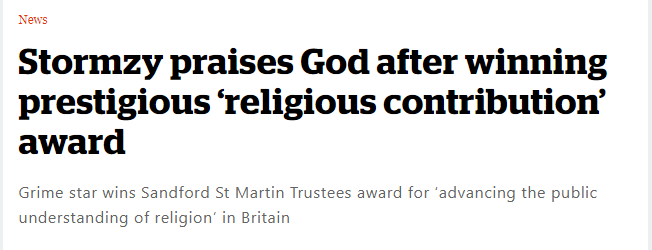 News
Stormzy praises God after winning
prestigious ‘religious contribution’
award
Grime star wins Sandford St Martin Trustees award for ‘advancing the public
understanding of religion’ in Britain